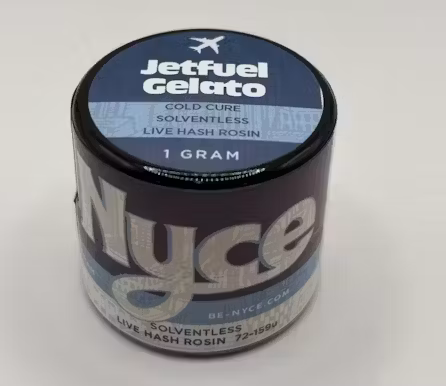 Jetfuel
Gelato
COLD CURE
SOLVENTLESS
LIVE HASH ROSIN
1 GRAM
Nyce
BE-NYCE.COM
SOLVENTLESS
LIVE HASH ROSIN 72-159u